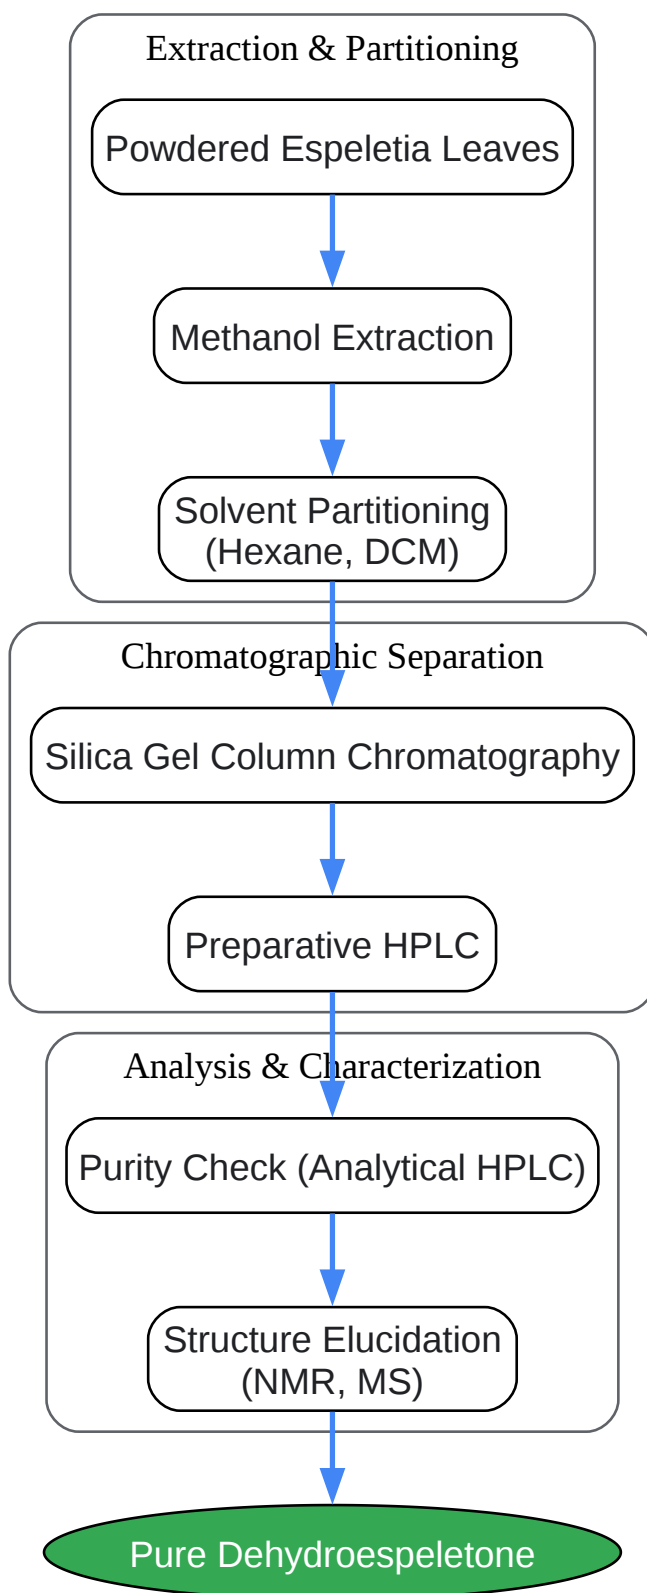 Extraction & Partitioning
Powdered Espeletia Leaves
Methanol Extraction
Solvent Partitioning
(Hexane, DCM)
Chromatographic Separation
Silica Gel Column Chromatography
Preparative HPLC
Analysis & Characterization
Purity Check (Analytical HPLC)
Structure Elucidation
(NMR, MS)
Pure Dehydroespeletone